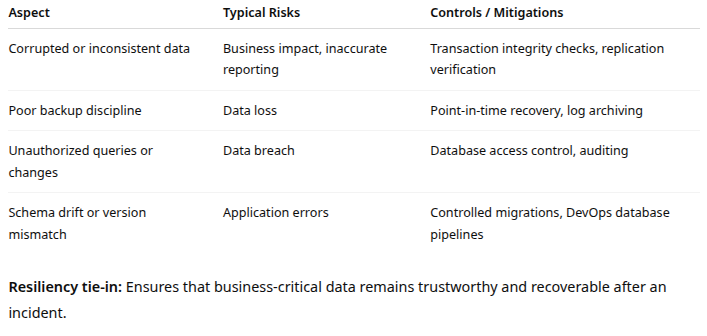 Aspect Typical Risks Controls / Mitigations
Corrupted or inconsistent data Business impact, inaccurate reporting Transaction integrity checks, replication verification
Poor backup discipline Data loss Point-in-time recovery, log archiving
Unauthorized queries or changes Data breach Database access control, auditing
Schema drift or version mismatch Application errors Controlled migrations, DevOps database pipelines
Resiliency tie-in: Ensures that business-critical data remains trustworthy and recoverable after an
incident.